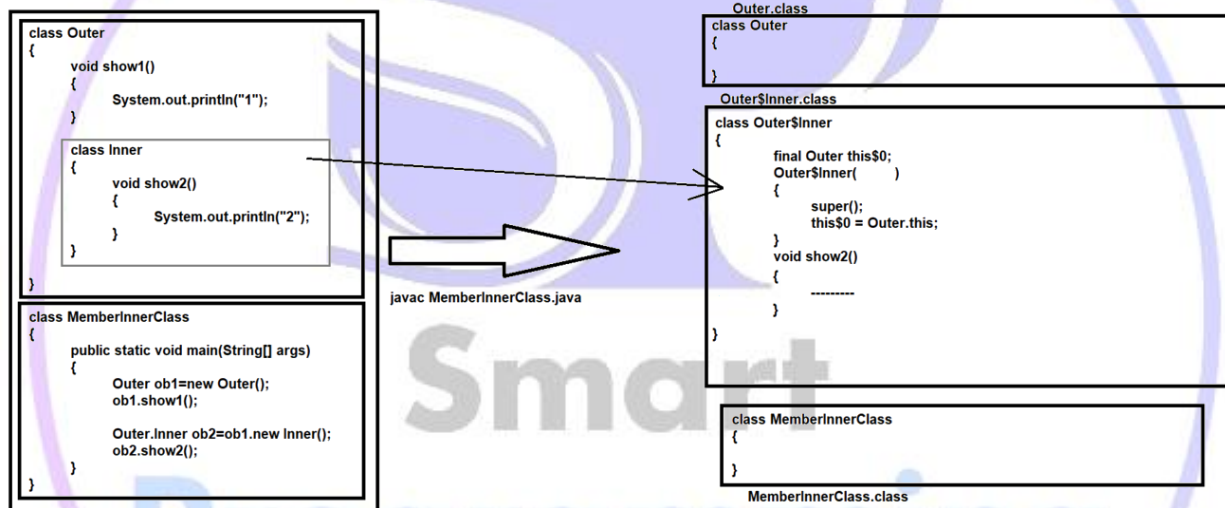 class Outer
{
void show1()
{
System.out.println("1");
}
class Inner
{
void show2()
{
System.out.println("2");
}
}
}
class MemberInnerClass
{
public static void main(String[] args)
{
Outer ob1=new Outer();
ob1.show1();
Outer.Inner ob2=ob1.new Inner();
ob2.show2();
}
}
javac MemberInnerClass.java
Smart
Outer.class
class Outer
{
}
Outer$Inner.class
class Outer$Inner
{
final Outer this$0;
Outer$Inner( )
{
super();
this$0 = Outer.this;
}
void show2()
{
---------
}
}
class MemberInnerClass
{
}
MemberInnerClass.class